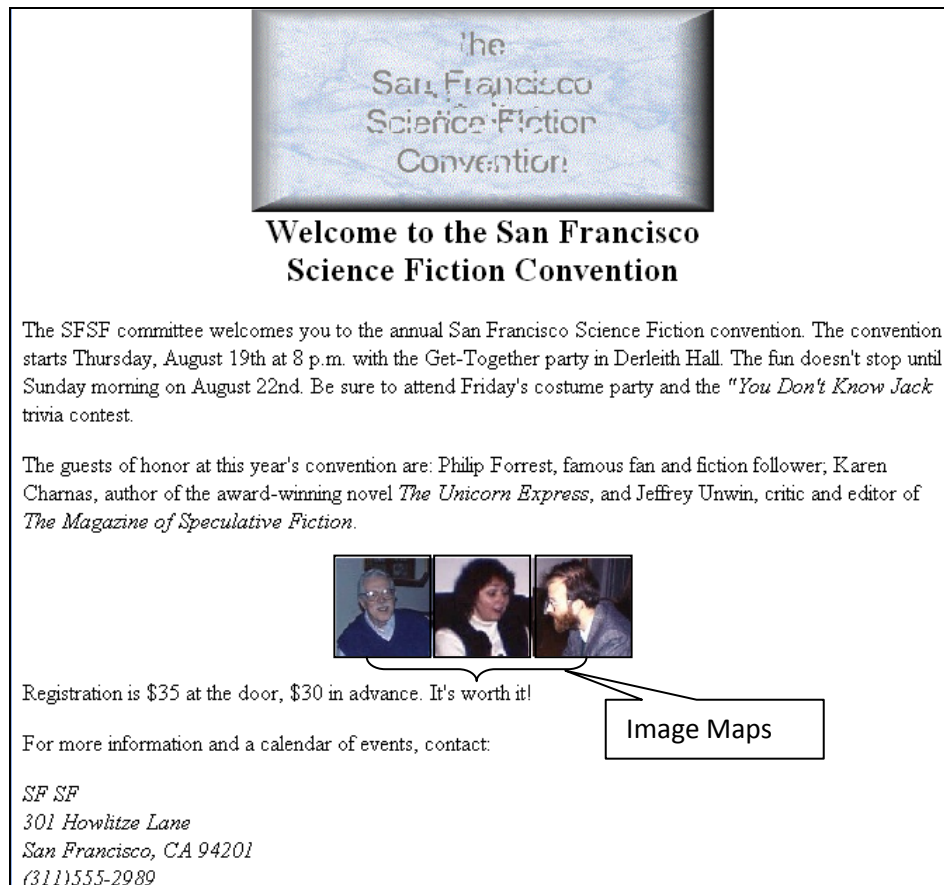 The
San Francisco
Science Fiction
Convention
Welcome to the San Francisco
Science Fiction Convention
The SFSF committee welcomes you to the annual San Francisco Science Fiction convention. The convention
starts Thursday, August 19th at 8 p.m. with the Get-Together party in Derleith Hall. The fun doesn't stop until
Sunday morning on August 22nd. Be sure to attend Friday's costume party and the "You Don't Know Jack
trivia contest.
The guests of honor at this year's convention are: Philip Forrest, famous fan and fiction follower; Karen
Charnas, author of the award-winning novel The Unicorn Express, and Jeffrey Unwin, critic and editor of
The Magazine of Speculative Fiction.
Registration is $35 at the door, $30 in advance. It's worth it!
Image Maps
For more information and a calendar of events, contact:
SF SF
301 Howlitze Lane
San Francisco, CA 94201
(311)555-2989